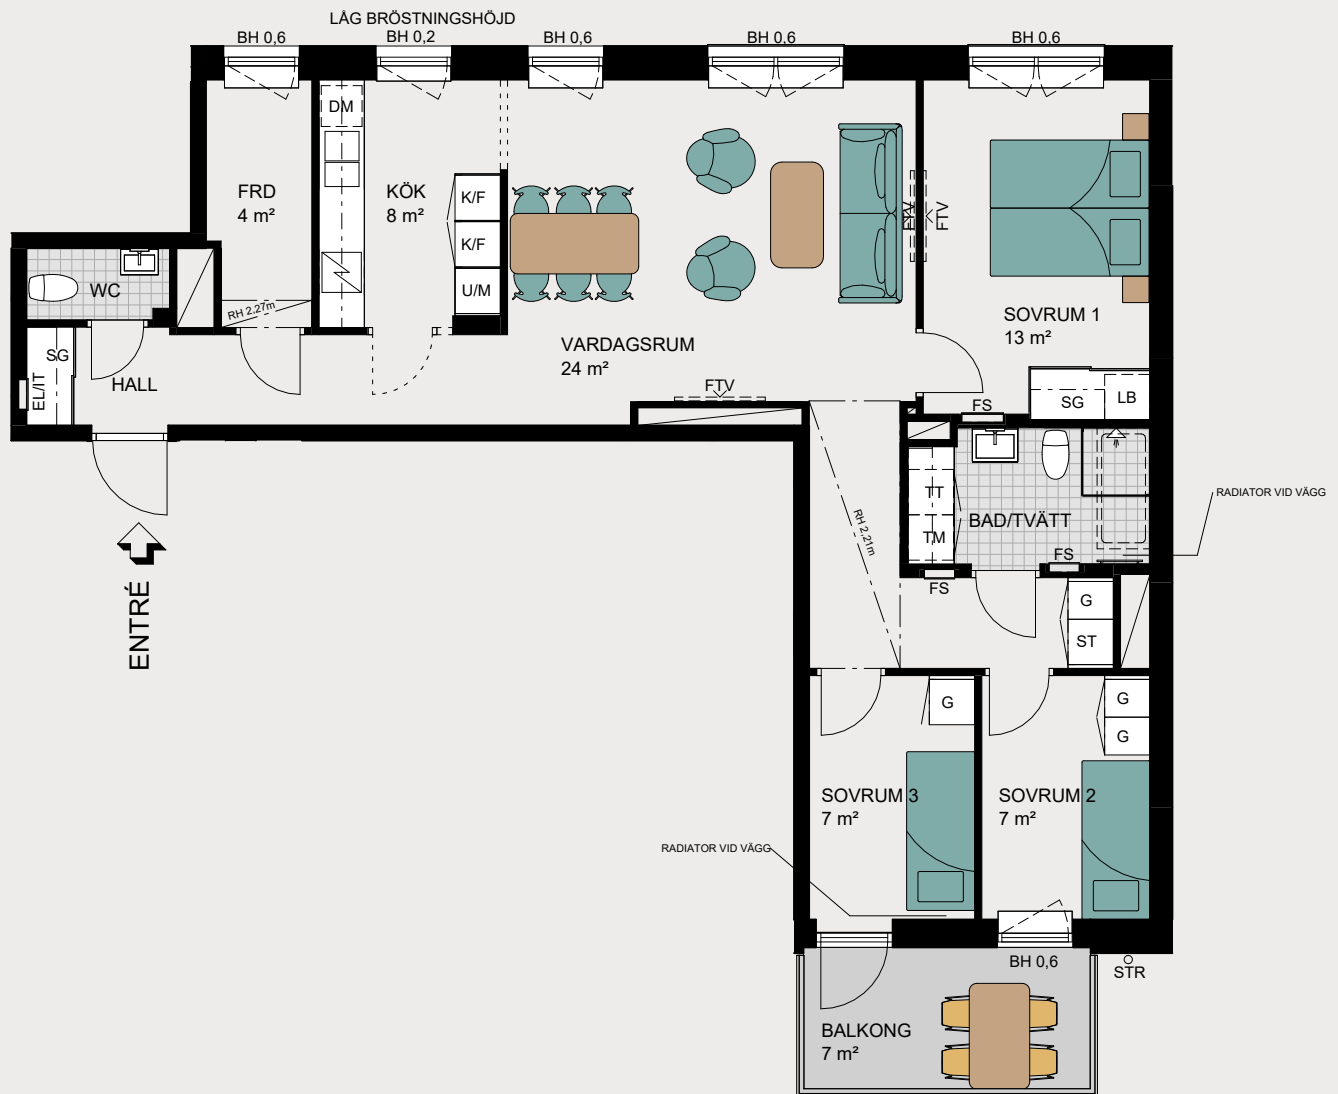 LÅG BRÖSTNINGSHÖJD
BH 0,6
BH 0,2
BH 0,6
BH 0,6
BH 0,6
DM
FRD
4 m²
KÖK
8 m²
K/F
K/F
U/M
FTV
FTV
WC
RH 2,27m
SOVRUM 1
13 m²
VARDAGSRUM
24 m²
SG
EL/IT
HALL
FTV
FS
SG
LB
ENTRÉ
RH 2,21m
TT
TM
BAD/TVÄTT
RADIATOR VID VÄGG
FS
FS
G
ST
G
G
G
SOVRUM 3
7 m²
SOVRUM 2
7 m²
RADIATOR VID VÄGG
BH 0,6
STR
BALKONG
7 m²